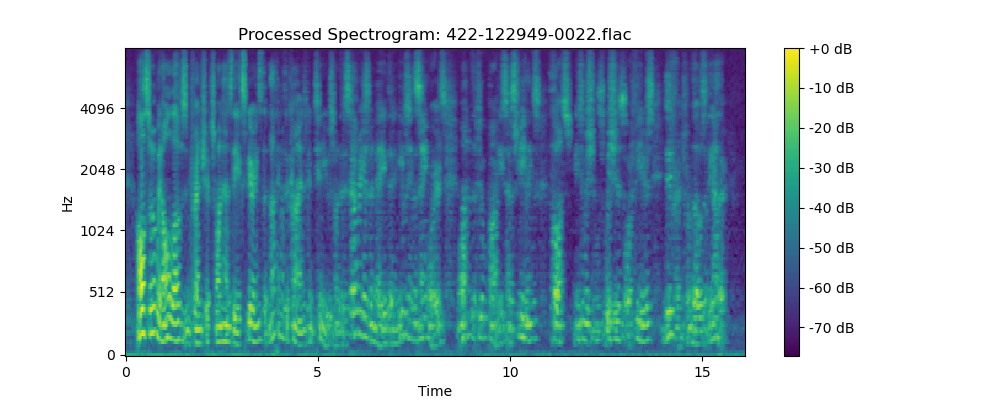 Processed Spectrogram: 422-122949-0022.flac
Hz
4096
2048
1024
512
0
0
5
10
15
Time
+0 dB
-10 dB
-20 dB
-30 dB
-40 dB
-50 dB
-60 dB
-70 dB